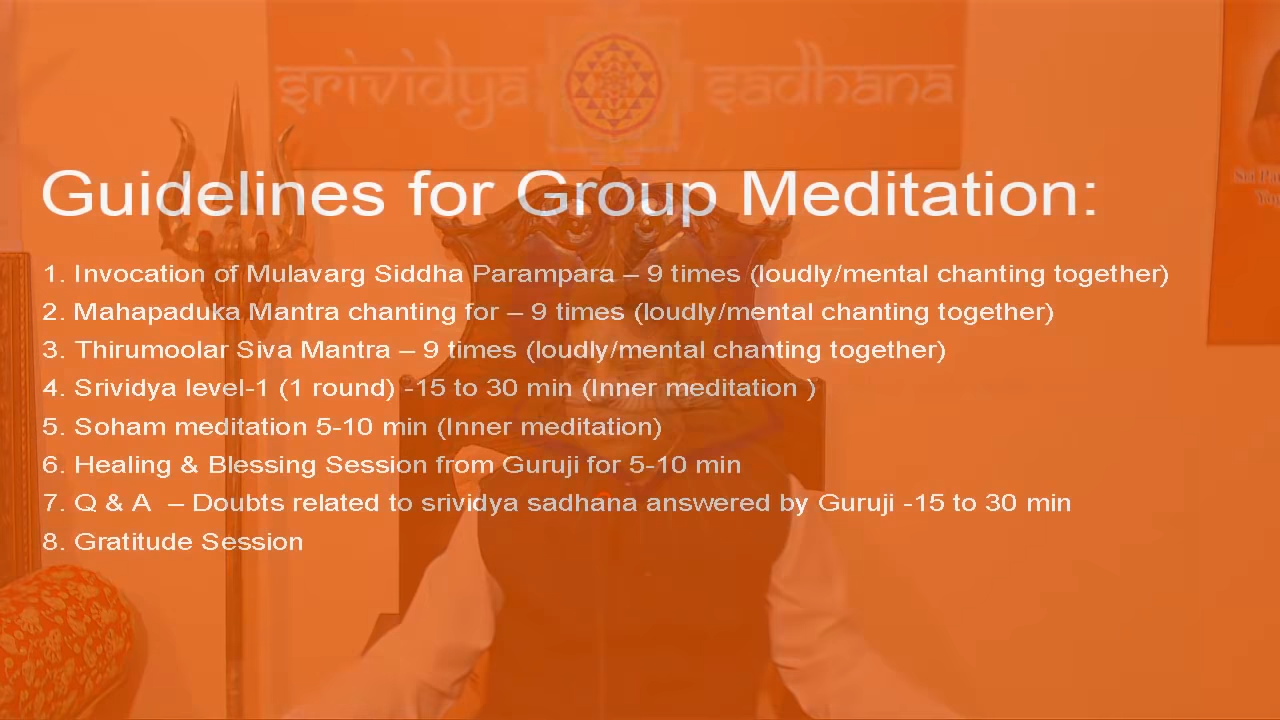 srividya sadhana
Guidelines for Group Meditation:
1. Invocation of Mulavarg Siddha Parampara – 9 times (loudly/mental chanting together)
2. Mahapaduka Mantra chanting for – 9 times (loudly/mental chanting together)
3. Thirumoolar Siva Mantra – 9 times (loudly/mental chanting together)
4. Srividya level-1 (1 round) -15 to 30 min (Inner meditation )
5. Soham meditation 5-10 min (Inner meditation)
6. Healing & Blessing Session from Guruji for 5-10 min
7. Q & A – Doubts related to srividya sadhana answered by Guruji -15 to 30 min
8. Gratitude Session